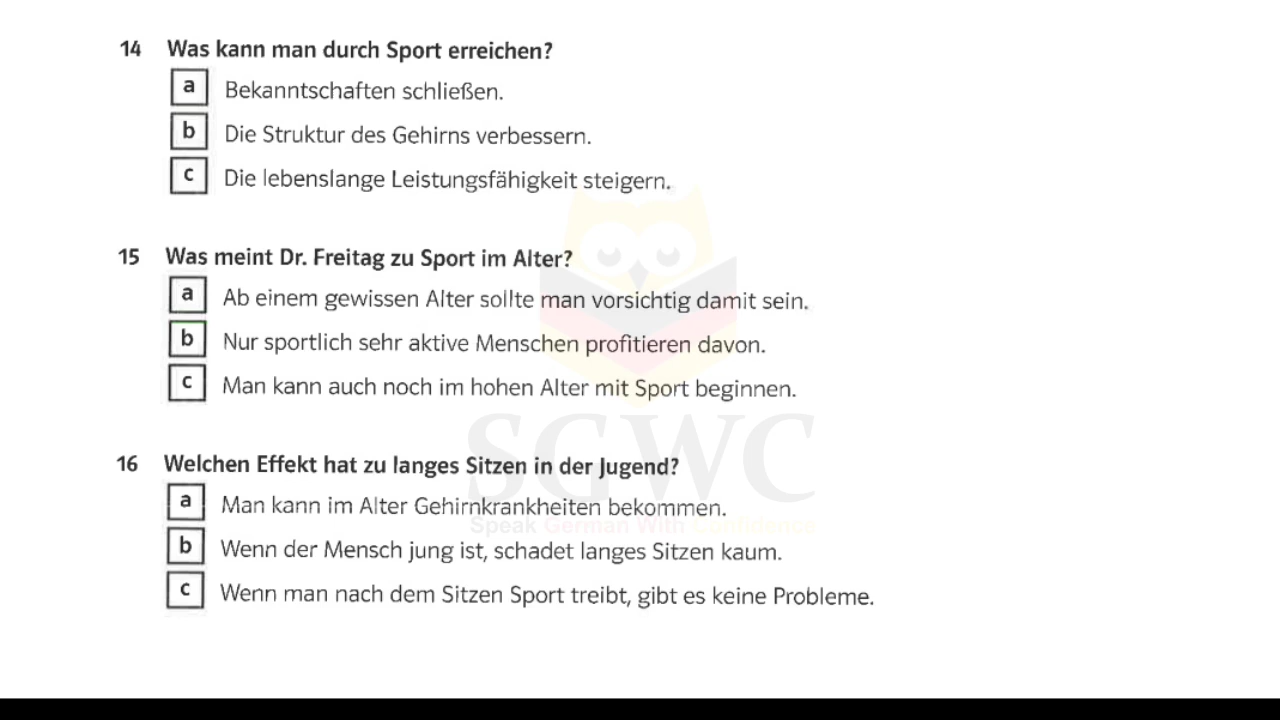 14 Was kann man durch Sport erreichen?
a Bekanntschaften schließen.
b Die Struktur des Gehirns verbessern.
c Die lebenslange Leistungsfähigkeit steigern.
15 Was meint Dr. Freitag zu Sport im Alter?
a Ab einem gewissen Alter sollte man vorsichtig damit sein.
b Nur sportlich sehr aktive Menschen profitieren davon.
c Man kann auch noch im hohen Alter mit Sport beginnen.
SGWC
16 Welchen Effekt hat zu langes Sitzen in der Jugend?
a Man kann im Alter Gehirnkrankheiten bekommen.
Speak German With Confidence
b Wenn der Mensch jung ist, schadet langes Sitzen kaum.
c Wenn man nach dem Sitzen Sport treibt, gibt es keine Probleme.